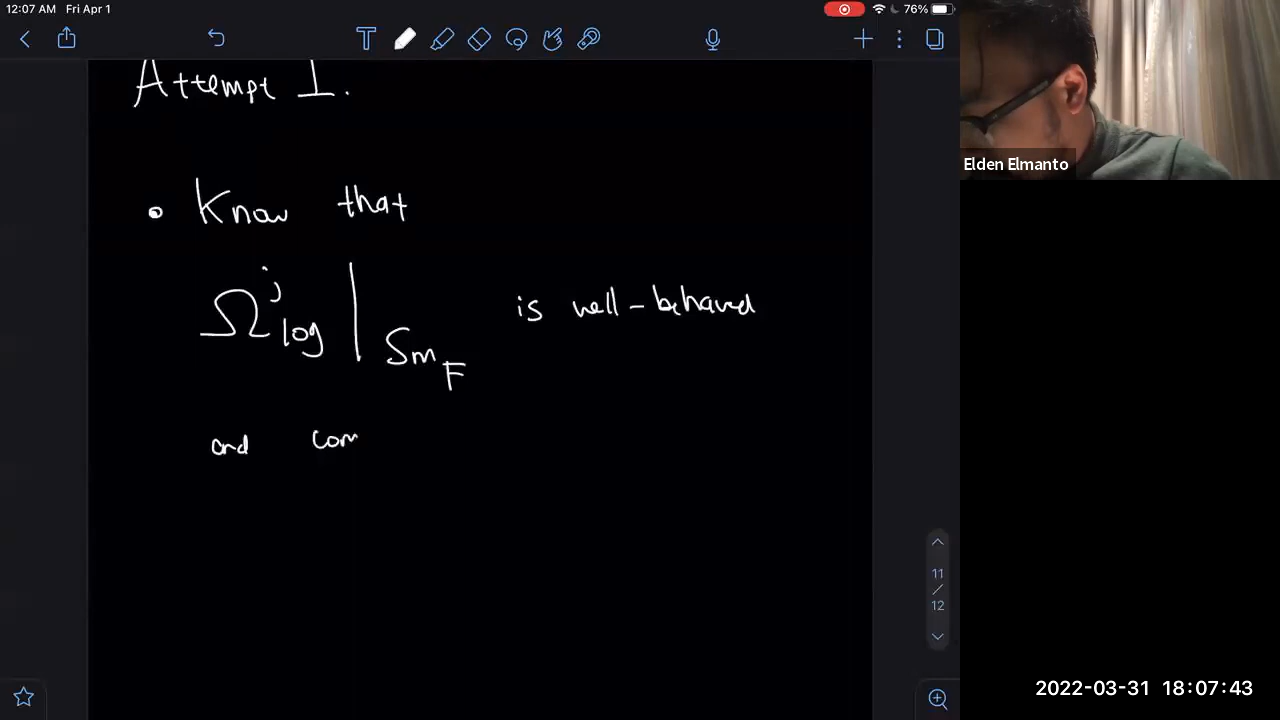 12:07 AM Fri Apr 1
76%
Attempt 1.
• Know that
Ω^j_log |_Sm_F is well-behaved
and com
11
/
12
Elden Elmanto
2022-03-31 18:07:43